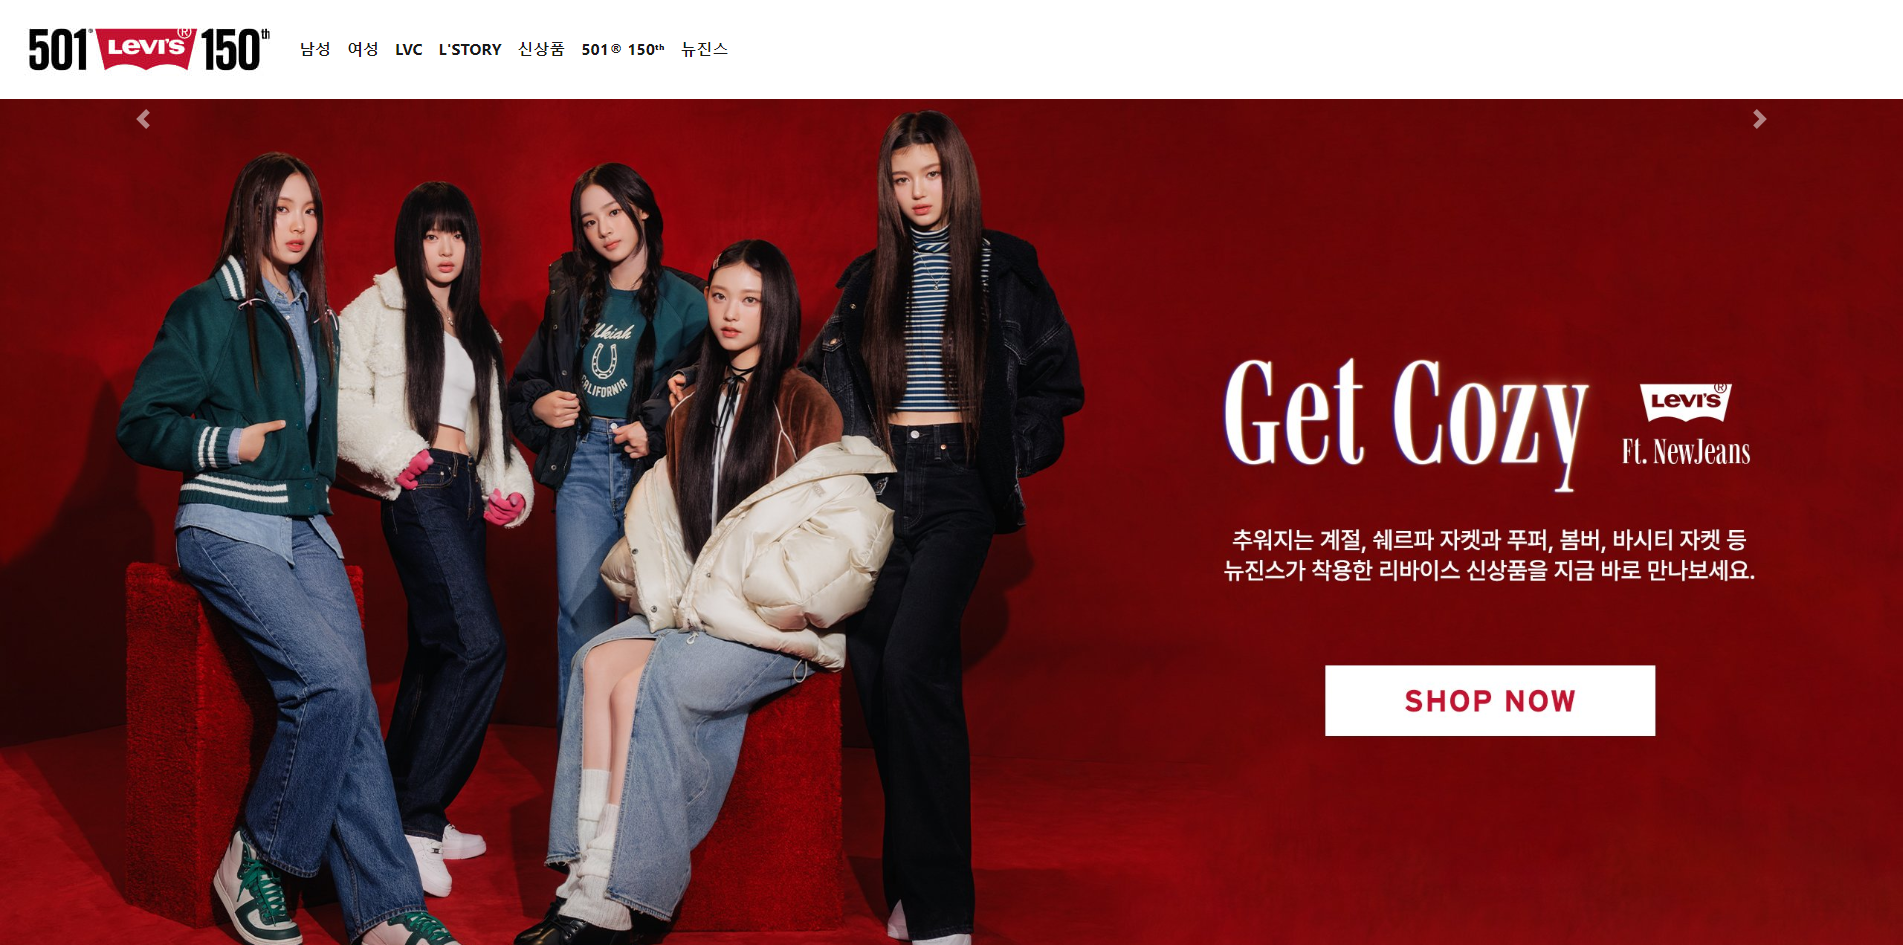 501® Levi's® 150th
남성 여성 LVC L'STORY 신상품 501® 150ᵗʰ 뉴진스
Ukiah
CALIFORNIA
Get Cozy
Levi's®
Ft. NewJeans
추워지는 계절, 쉐르파 자켓과 푸퍼, 봄버, 바시티 자켓 등
뉴진스가 착용한 리바이스 신상품을 지금 바로 만나보세요.
SHOP NOW